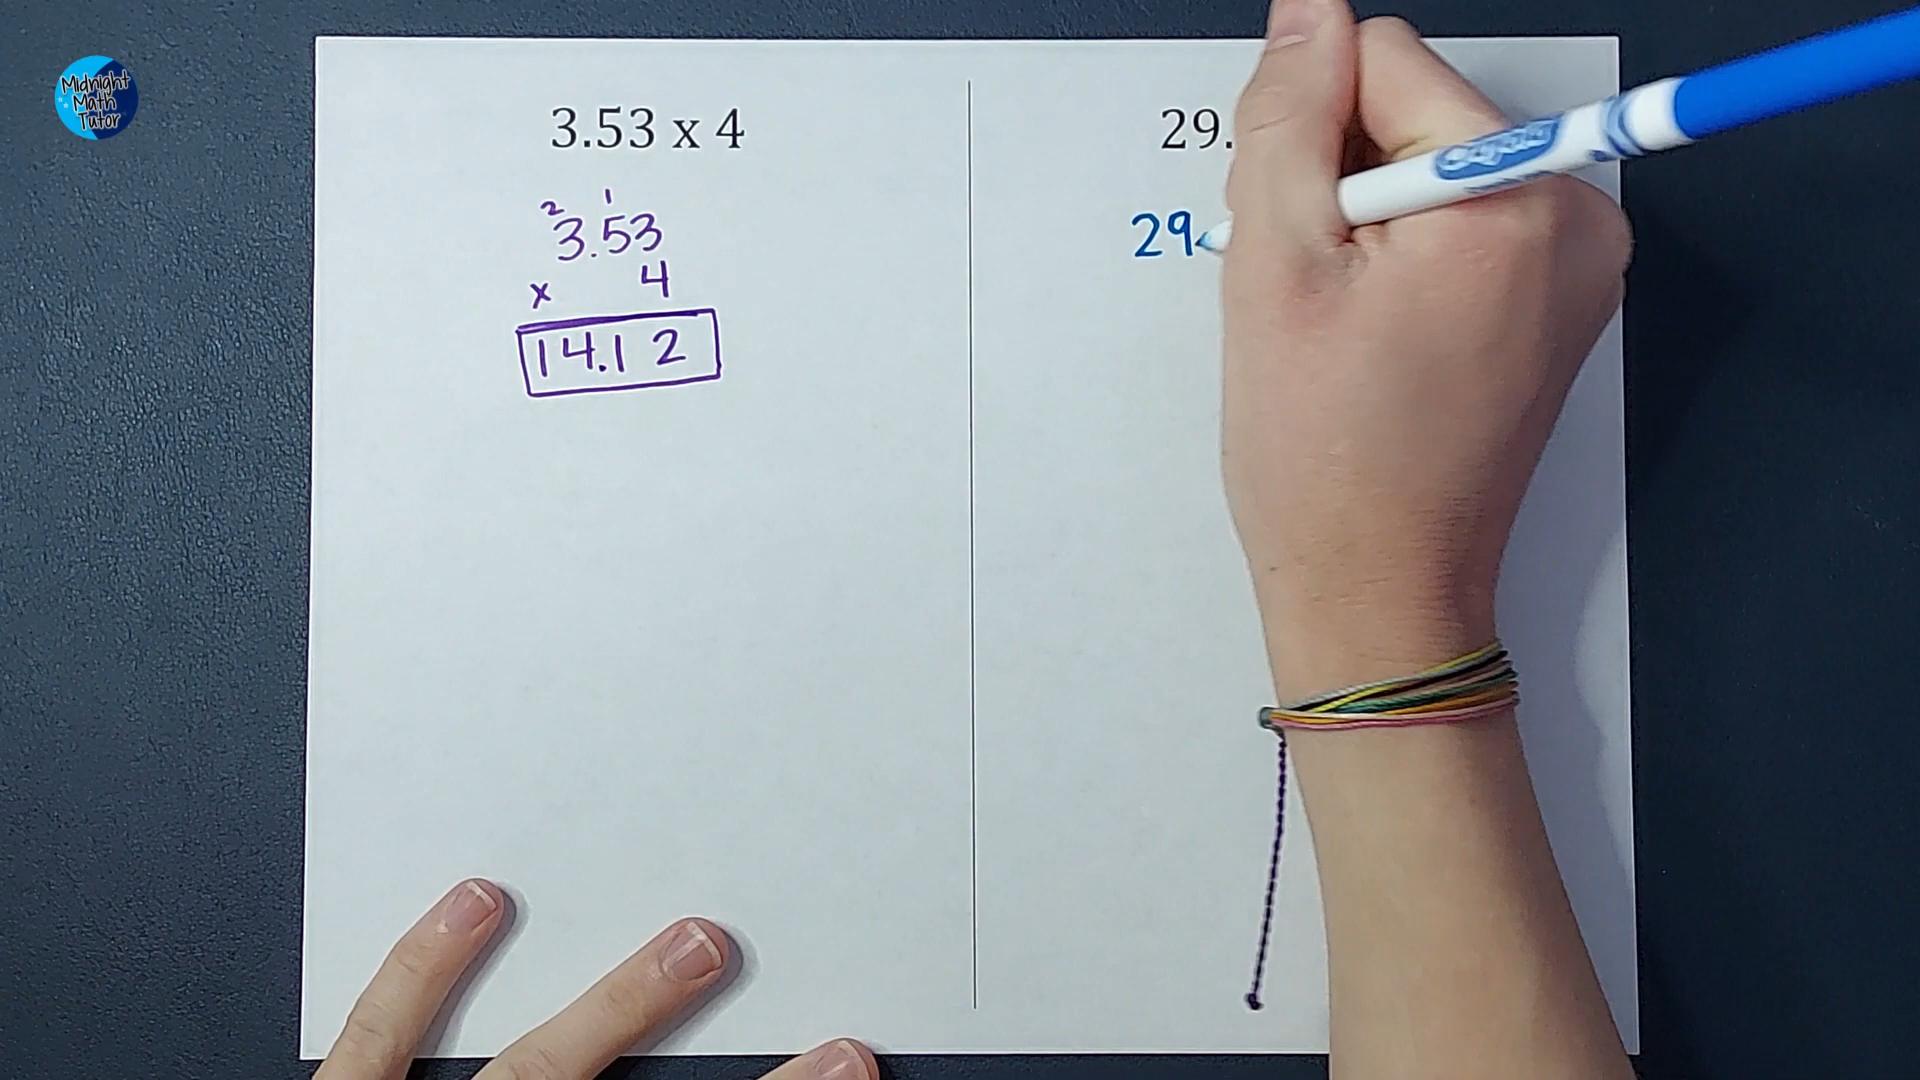 Midnight
Math
Tutor
3.53 x 4
2 1
3.53
x 4
14.12
29.
29
Crayola